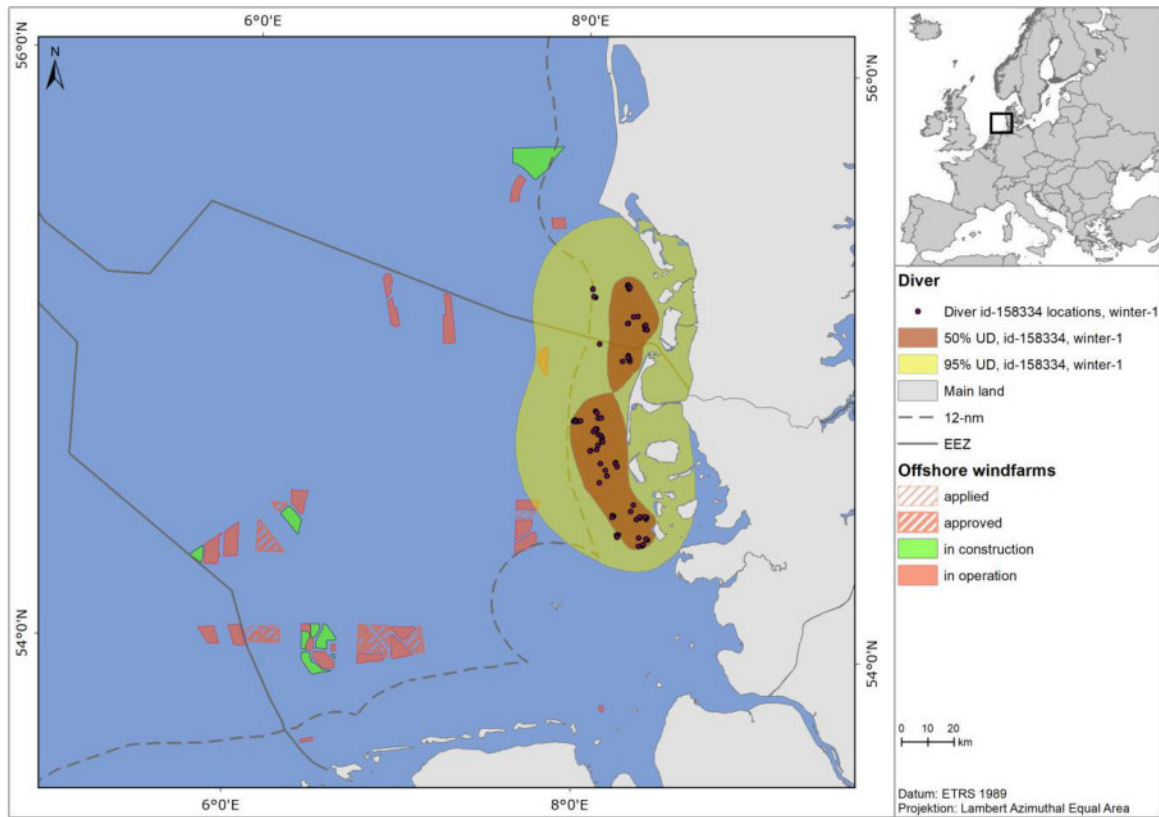 6°0'E
8°0'E
56°0'N
56°0'N
N
54°0'N
54°0'N
6°0'E
8°0'E
Diver
Diver id-158334 locations, winter-1
50% UD, id-158334, winter-1
95% UD, id-158334, winter-1
Main land
12-nm
EEZ
Offshore windfarms
applied
approved
in construction
in operation
0 10 20
km
Datum: ETRS 1989
Projektion: Lambert Azimuthal Equal Area